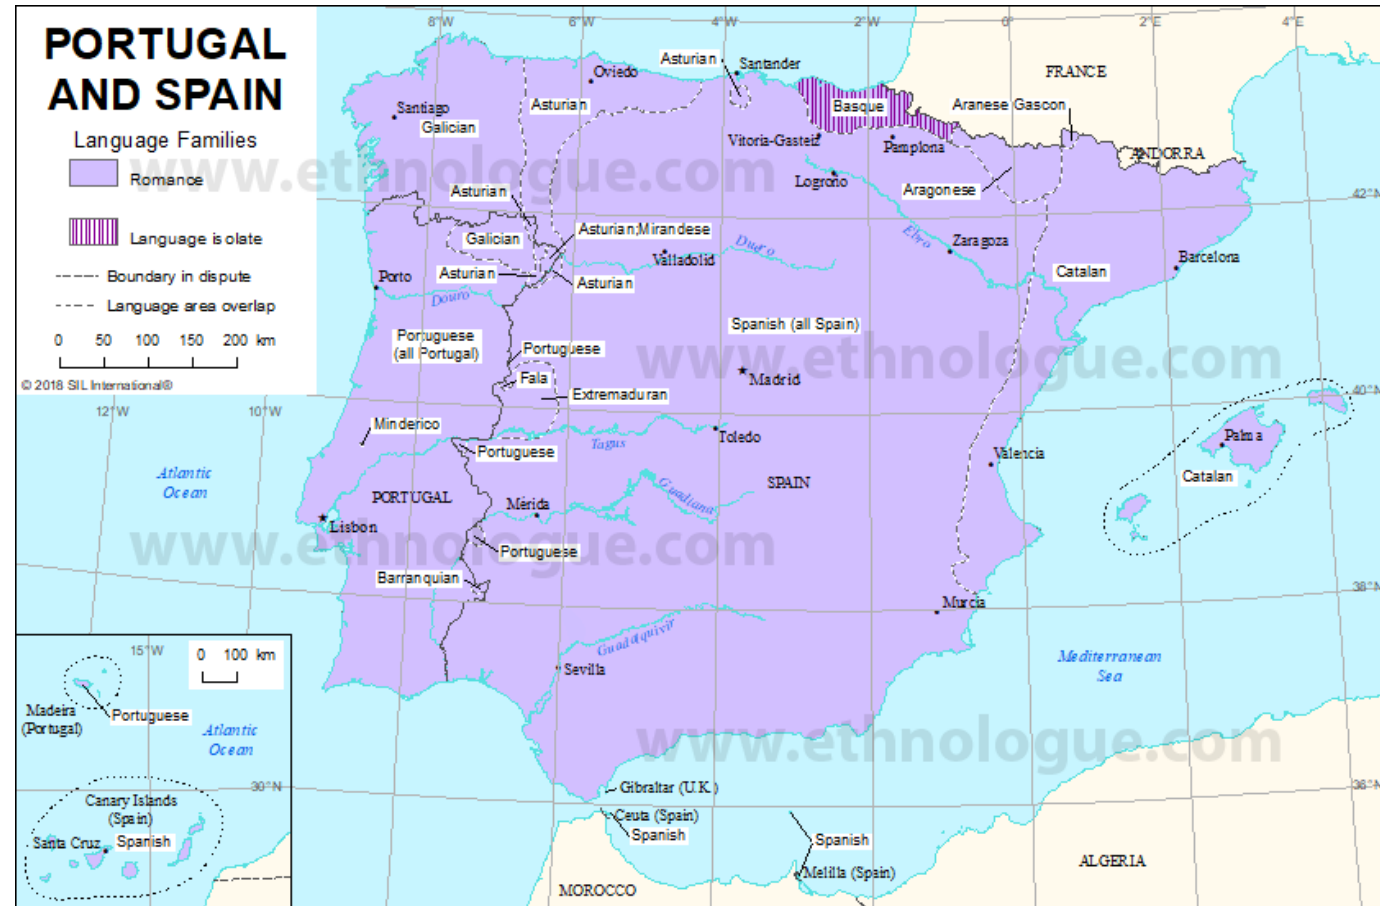 PORTUGAL
AND SPAIN
Language Families
Romance
Language isolate
Boundary in dispute
Language area overlap
0 50 100 150 200 km
© 2018 SIL International®
8°W
6°W
4°W
2°W
0°
2°E
4°E
12°W
10°W
42°N
40°N
38°N
36°N
www.ethnologue.com
www.ethnologue.com
www.ethnologue.com
www.ethnologue.com
FRANCE
ANDORRA
Asturian
Santander
Oviedo
Asturian
Santiago
Galician
Basque
Aranese Gascon
Vitoria-Gasteiz
Pamplona
Logroño
Aragonese
Asturian
Galician
Asturian;Mirandese
Asturian
Asturian
Valladolid
Duero
Ebro
Zaragoza
Barcelona
Catalan
Porto
Douro
Portuguese
(all Portugal)
Portuguese
Fala
Extremaduran
Spanish (all Spain)
Madrid
Minderico
Tagus
Toledo
Portuguese
Atlantic
Ocean
PORTUGAL
Mérida
Guadiana
SPAIN
Valencia
Palma
Catalan
Lisbon
Portuguese
Barranquian
Murcia
Guadalquivir
Sevilla
Mediterranean
Sea
Gibraltar (U.K.)
Ceuta (Spain)
Spanish
Spanish
Melilla (Spain)
MOROCCO
ALGERIA
15°W
0 100 km
Madeira
(Portugal)
Portuguese
Atlantic
Ocean
30°N
Canary Islands
(Spain)
Santa Cruz
Spanish